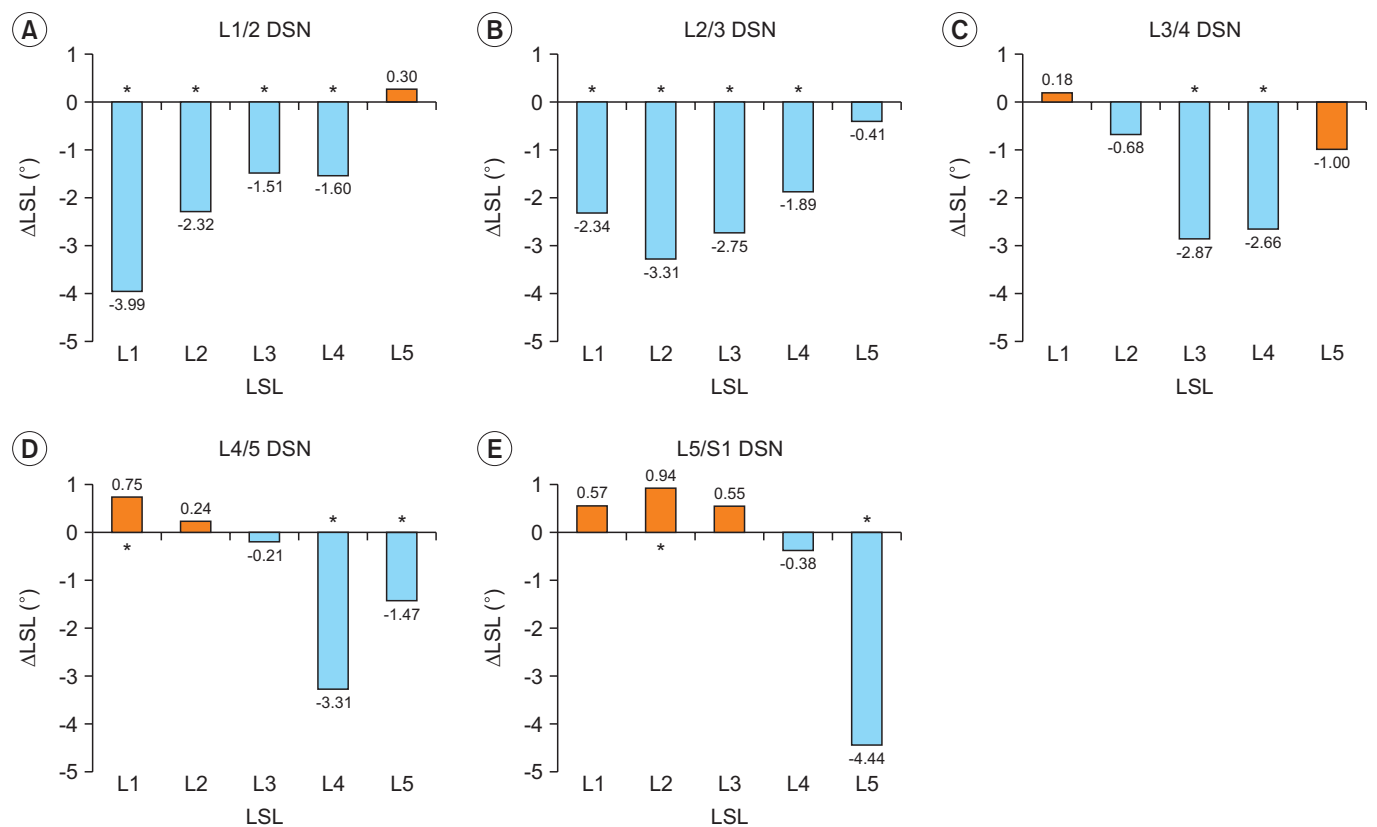 A
L1/2 DSN
1
0
-1
-2
-3
-4
-5
ΔLSL (°)
* * * *
0.30
-3.99
-2.32
-1.51
-1.60
L1 L2 L3 L4 L5
LSL
B
L2/3 DSN
1
0
-1
-2
-3
-4
-5
ΔLSL (°)
* * * *
-2.34
-3.31
-2.75
-1.89
-0.41
L1 L2 L3 L4 L5
LSL
C
L3/4 DSN
1
0
-1
-2
-3
-4
-5
ΔLSL (°)
0.18
* *
-0.68
-2.87
-2.66
-1.00
L1 L2 L3 L4 L5
LSL
D
L4/5 DSN
1
0
-1
-2
-3
-4
-5
ΔLSL (°)
0.75
0.24
* *
*
-0.21
-3.31
-1.47
L1 L2 L3 L4 L5
LSL
E
L5/S1 DSN
1
0
-1
-2
-3
-4
-5
ΔLSL (°)
0.57
0.94
0.55
*
*
-0.38
-4.44
L1 L2 L3 L4 L5
LSL